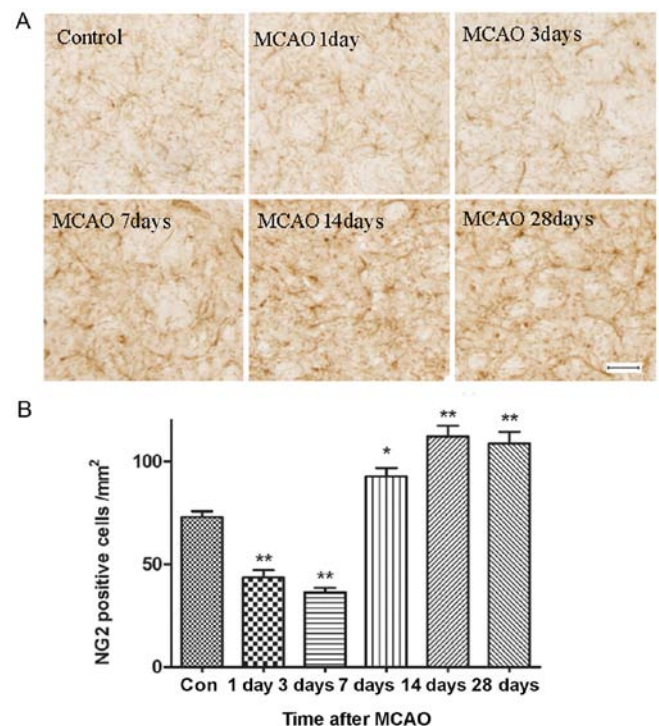 A
Control
MCAO 1day
MCAO 3days
MCAO 7days
MCAO 14days
MCAO 28days
B
NG2 positive cells /mm²
100
50
0
**
**
*
**
**
Con 1 day 3 days 7 days 14 days 28 days
Time after MCAO